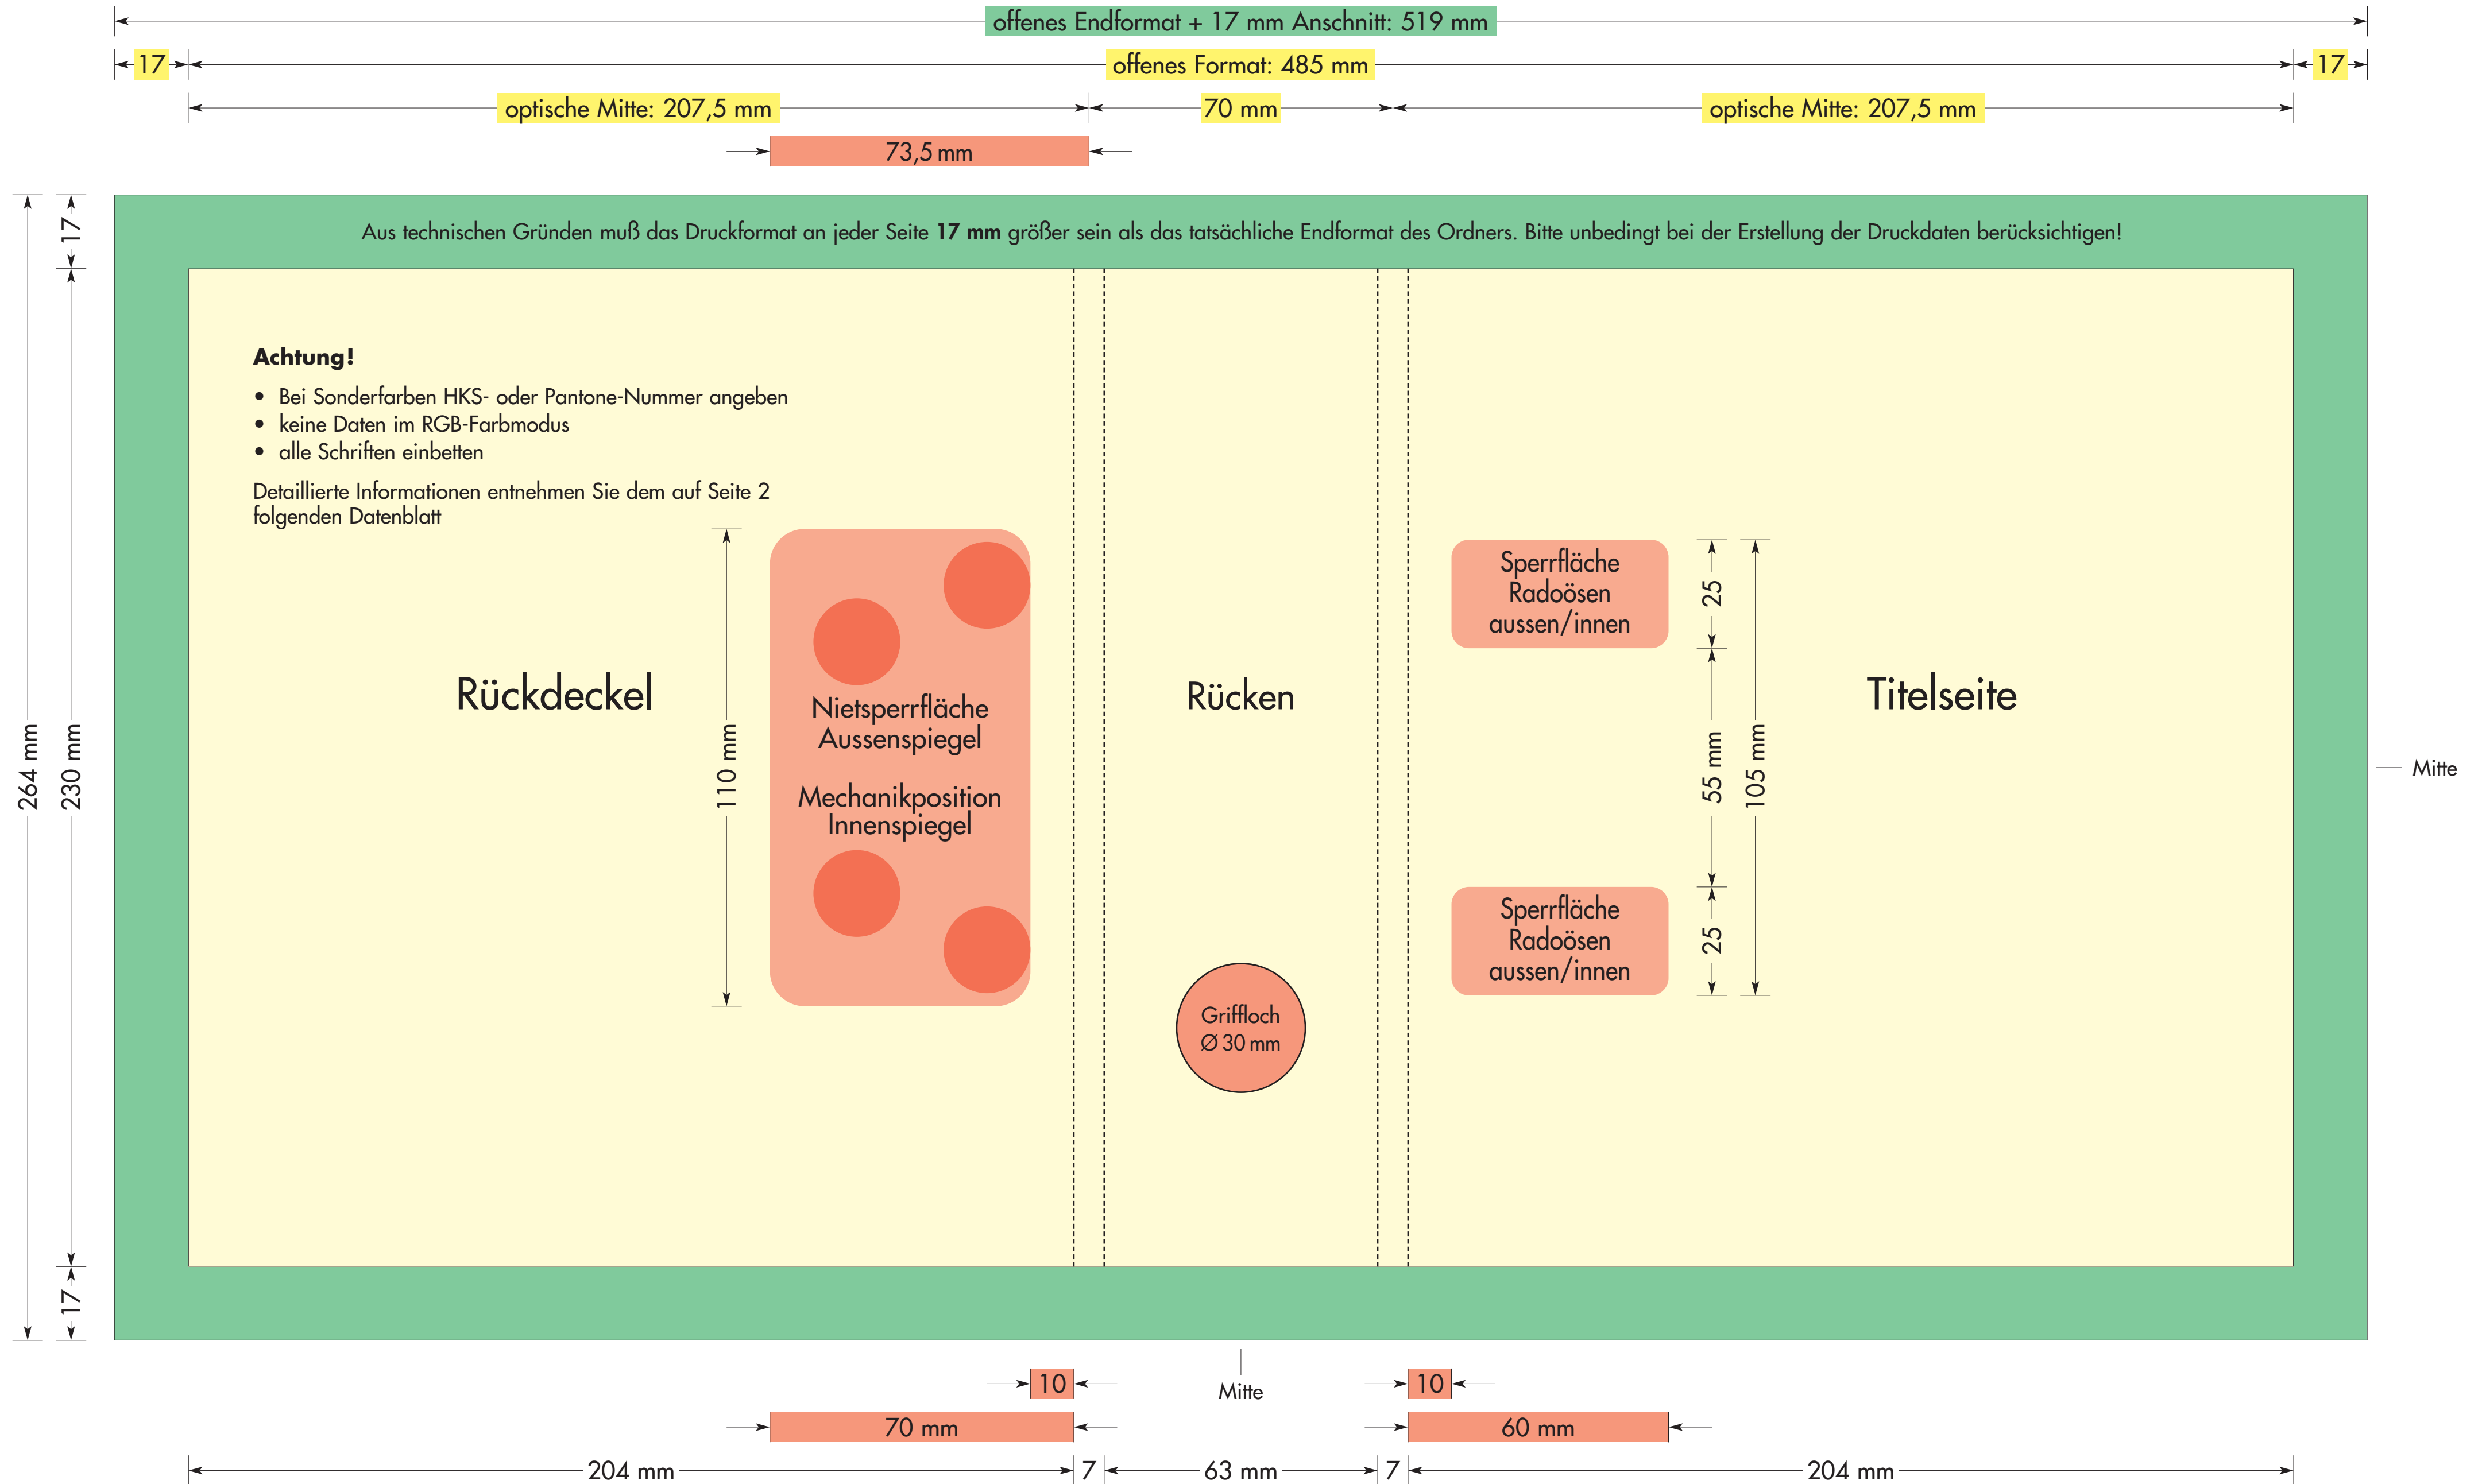 offenes Endformat + 17 mm Anschnitt: 519 mm
17
offenes Format: 485 mm
17
optische Mitte: 207,5 mm
70 mm
optische Mitte: 207,5 mm
73,5 mm
17
Aus technischen Gründen muß das Druckformat an jeder Seite 17 mm größer sein als das tatsächliche Endformat des Ordners. Bitte unbedingt bei der Erstellung der Druckdaten berücksichtigen!
Achtung!
• Bei Sonderfarben HKS- oder Pantone-Nummer angeben
• keine Daten im RGB-Farbmodus
• alle Schriften einbetten
Detaillierte Informationen entnehmen Sie dem auf Seite 2
folgenden Datenblatt
264 mm
230 mm
Rückdeckel
110 mm
Nietsperrfläche
Aussenspiegel
Mechanikposition
Innenspiegel
Rücken
Griffloch
Ø 30 mm
Sperrfläche
Radoösen
aussen/innen
25
55 mm
105 mm
Titelseite
Mitte
Sperrfläche
Radoösen
aussen/innen
25
17
10
Mitte
10
70 mm
60 mm
204 mm
7
63 mm
7
204 mm